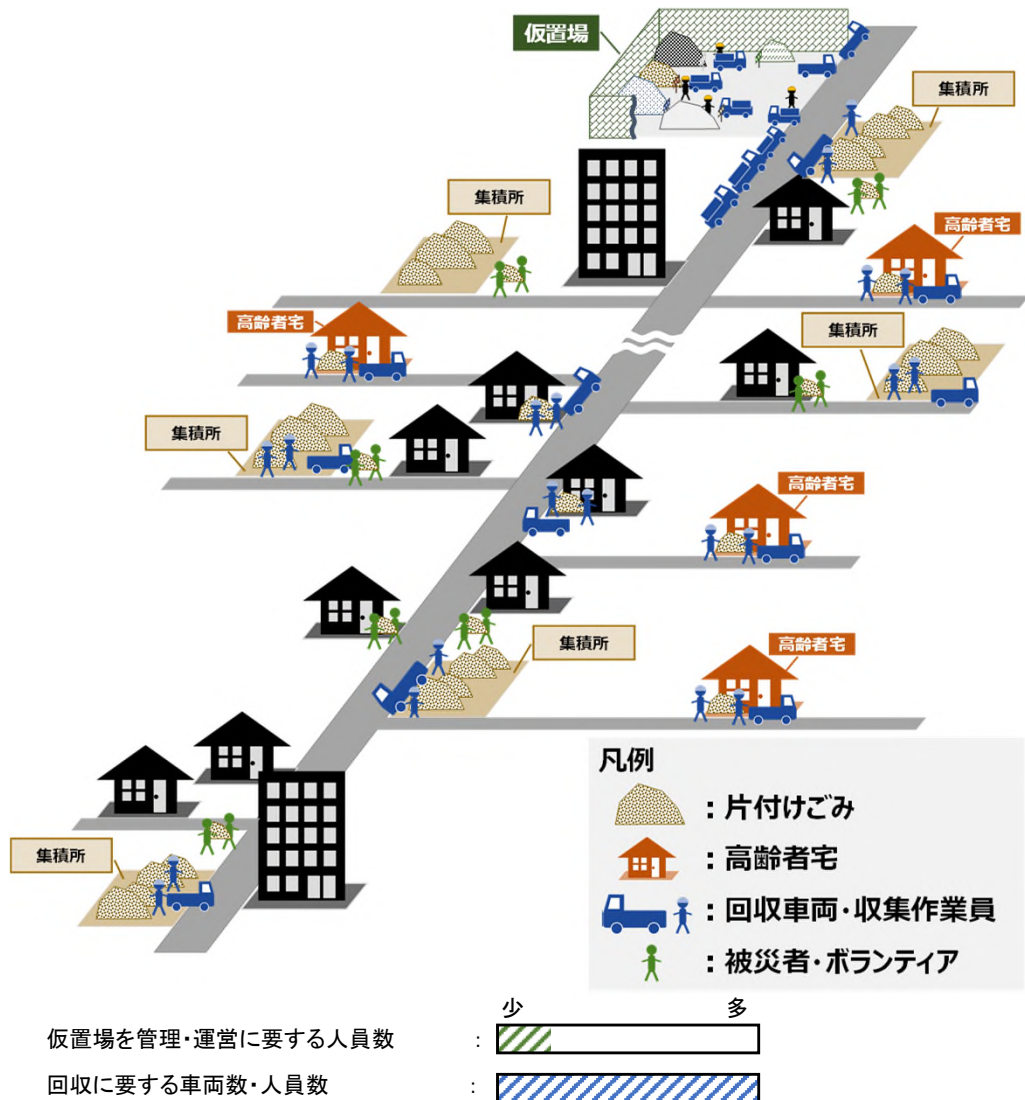 仮置場
集積所
集積所
高齢者宅
高齢者宅
集積所
集積所
高齢者宅
集積所
高齢者宅
集積所
凡例
：片付けごみ
：高齢者宅
：回収車両・収集作業員
：被災者・ボランティア
少 多
仮置場を管理・運営に要する人員数 ：
回収に要する車両数・人員数 ：